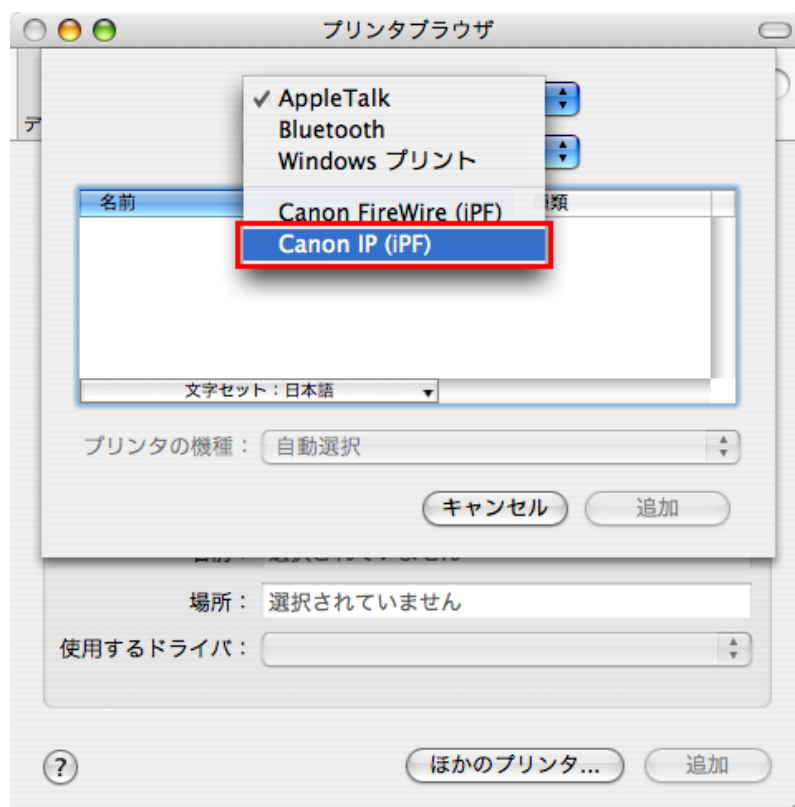 プリンタブラウザ
デ
✓ AppleTalk
Bluetooth
Windows プリント
Canon FireWire (iPF)
Canon IP (iPF)
名前
類
文字セット：日本語
プリンタの機種： 自動選択
キャンセル 追加
場所： 選択されていません
使用するドライバ：
? ほかのプリンタ... 追加